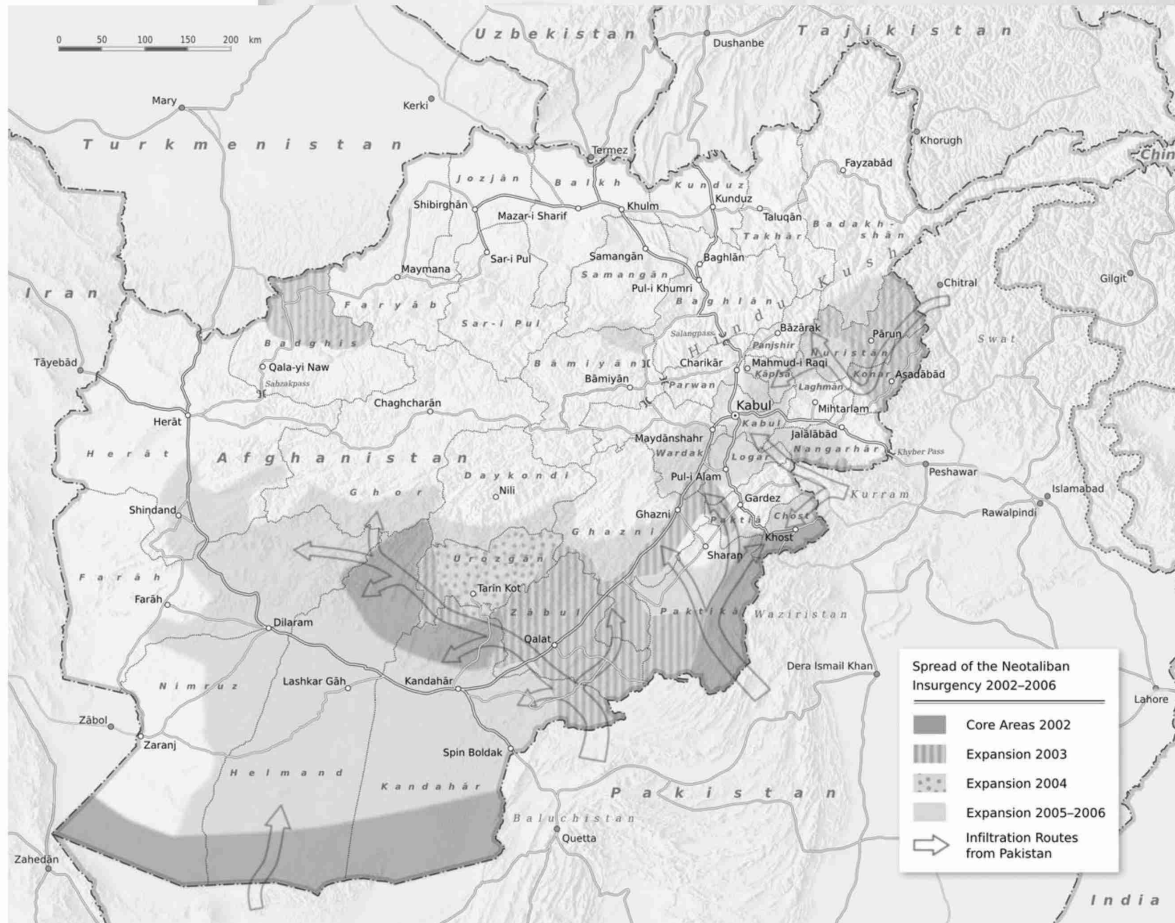 0 50 100 150 200 km
Uzbekistan
Tajikistan
Dushanbe
Mary
Kerki
Khorugh
Turkmenistan
Termez
Fayzabād
Jozjān
Balkh
Kunduz
Shibirghān
Mazar-i Sharif
Khulm
Kunduz
Taluqān
Badakh-
shān
Takhār
Sar-i Pul
Samangān
Baghlān
Maymana
Samangān
Pul-i Khumri
Hindu Kush
Chitral
Gilgit
Iran
Faryāb
Baghlān
Sar-i Pul
Salangpass
Bāzārak
Pārun
Swat
Badghis
Panjshir
Nuristān
Tāyebād
Qala-yi Naw
Bāmiyān
Charikār
Mahmud-i Raqi
Kāpisā
Konar
Asadābād
Sabzakpass
Bāmiyān
Parwan
Laghmān
Chaghcharān
Kabul
Mihtarlam
Herāt
Kabul
Maydānshahr
Jalālābād
Nangarhār
Khyber Pass
Herāt
Afghanistan
Wardak
Logar
Peshawar
Daykondi
Pul-i Alam
Ghor
Nili
Kurram
Islamabad
Shindand
Ghazni
Gardez
Rawalpindi
Ghazni
Paktiā
Chost
Khost
Urozgān
Sharan
Farāh
Tarin Kot
Farāh
Zābul
Paktikā
Waziristan
Dilaram
Qalat
Dera Ismail Khan
Nimruz
Lashkar Gāh
Kandahār
Lahore
Zābol
Zaranj
Spin Boldak
Helmand
Kandahār
Pakistan
Baluchistan
Quetta
Zahedān
India
Spread of the Neotaliban
Insurgency 2002–2006
Core Areas 2002
Expansion 2003
Expansion 2004
Expansion 2005–2006
Infiltration Routes
from Pakistan